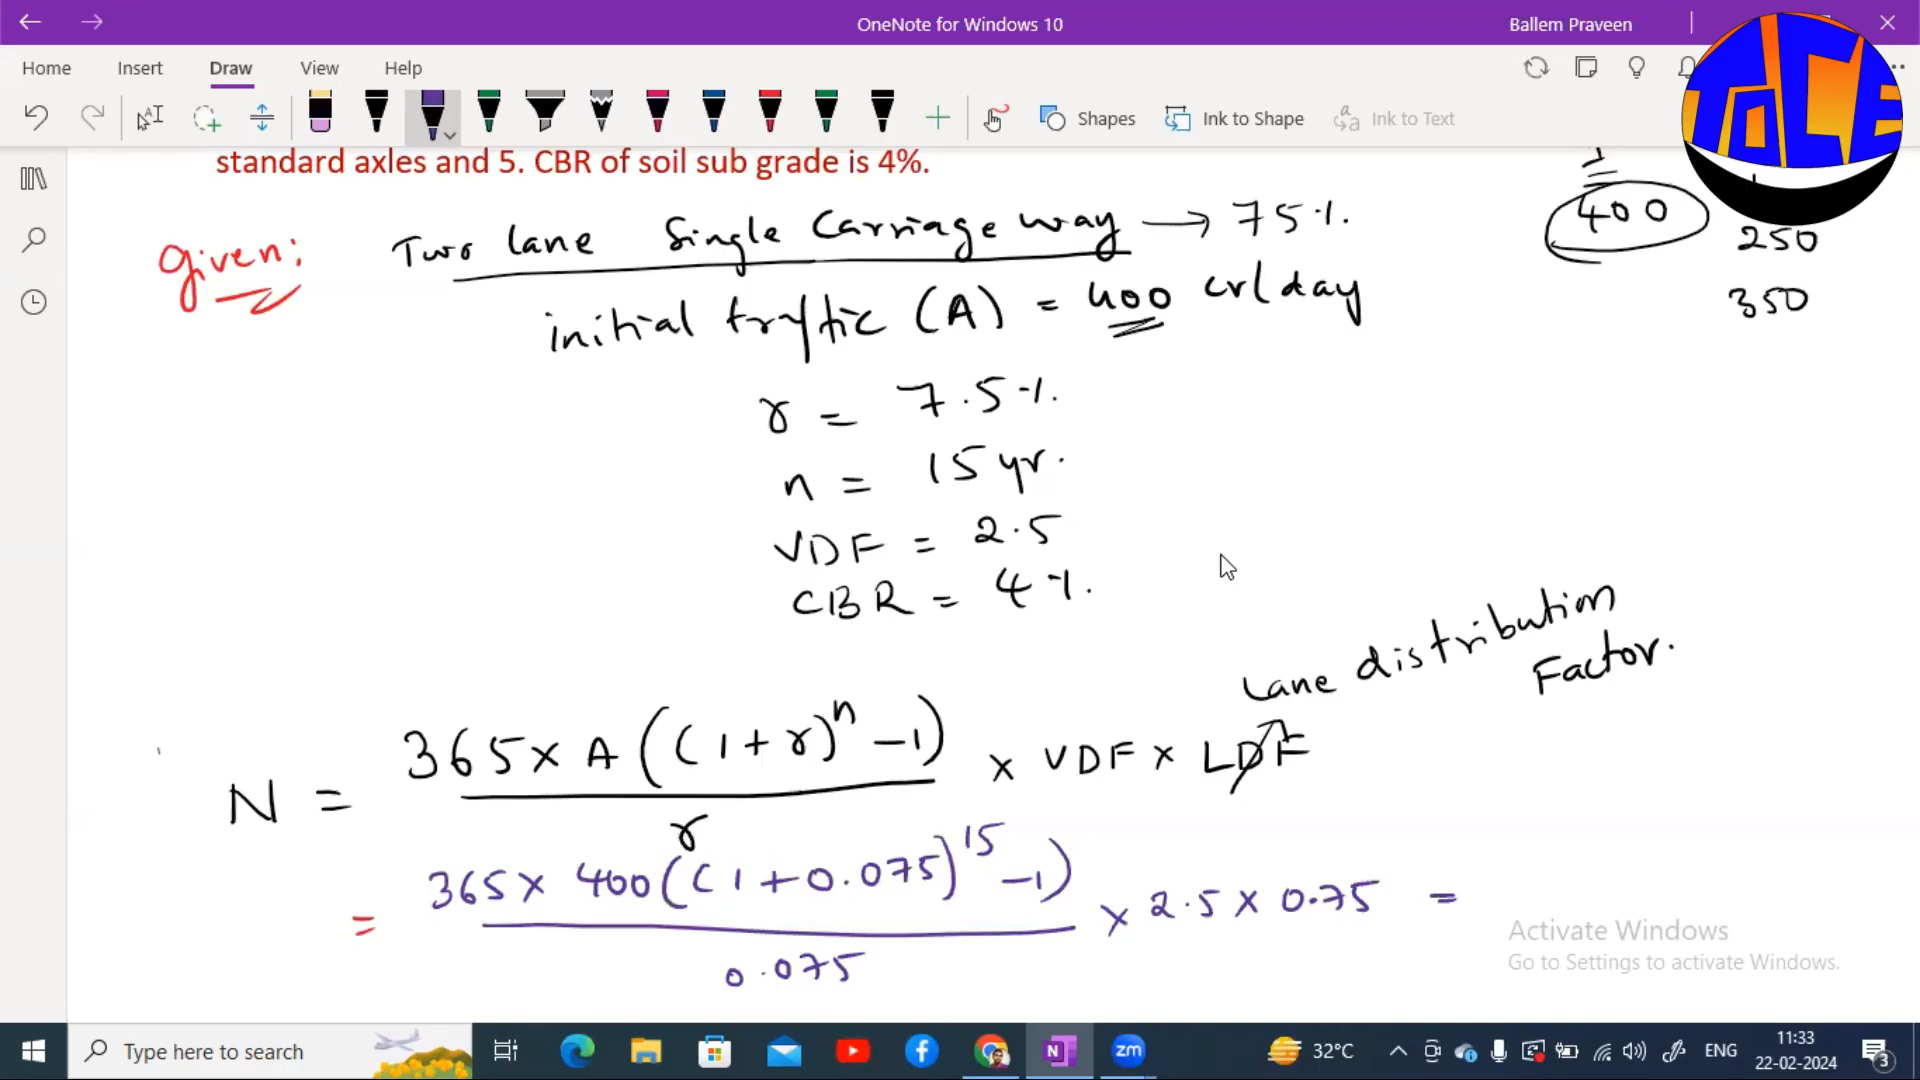 OneNote for Windows 10
Ballem Praveen
Home Insert Draw View Help
Shapes Ink to Shape Ink to Text
TOLE
standard axles and 5. CBR of soil sub grade is 4%.
Given:
Two lane Single Carriage way → 75%.
400
250
350
initial traffic (A) = 400 cv/day
r = 7.5%.
n = 15 yr.
VDF = 2.5
CBR = 4%.
Lane distribution
Factor.
N = 365 x A ((1+r)^n -1) / r x VDF x LDF
= 365 x 400 ((1+0.075)^15 -1) / 0.075 x 2.5 x 0.75 =
Activate Windows
Go to Settings to activate Windows.
Type here to search
zm
32°C
ENG
11:33
22-02-2024
3